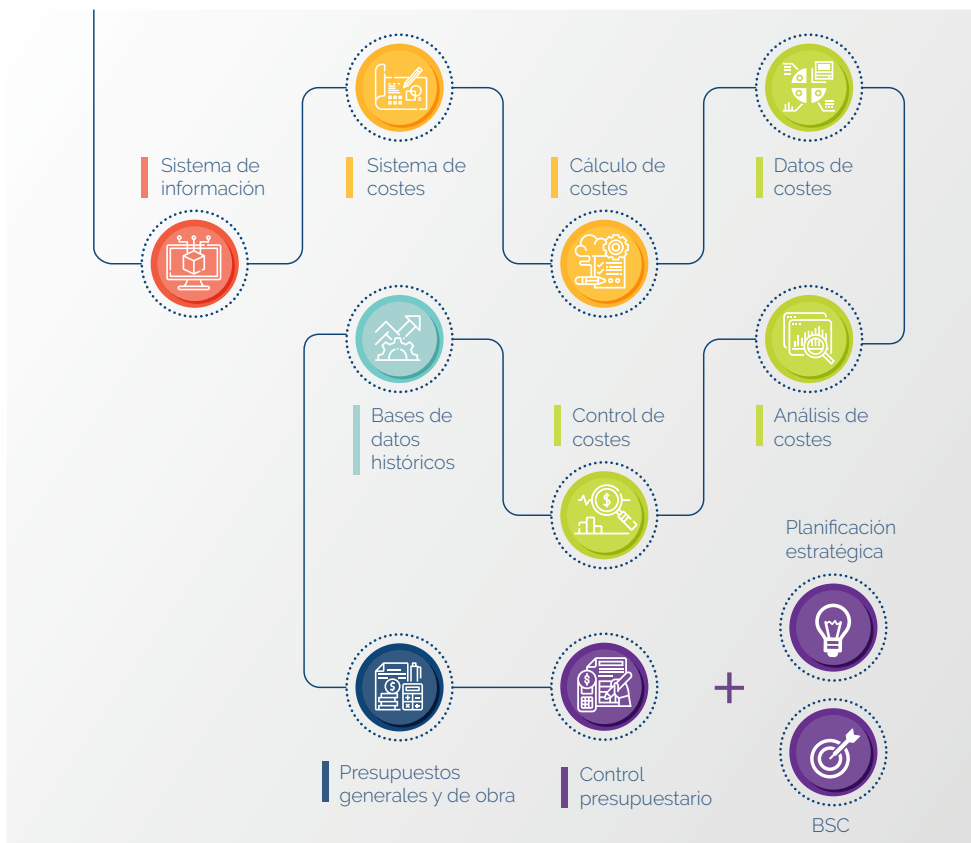 Sistema de
información
Sistema de
costes
Cálculo de
costes
Datos de
costes
Bases de
datos
históricos
Control de
costes
Análisis de
costes
Planificación
estratégica
Presupuestos
generales y de obra
Control
presupuestario
BSC